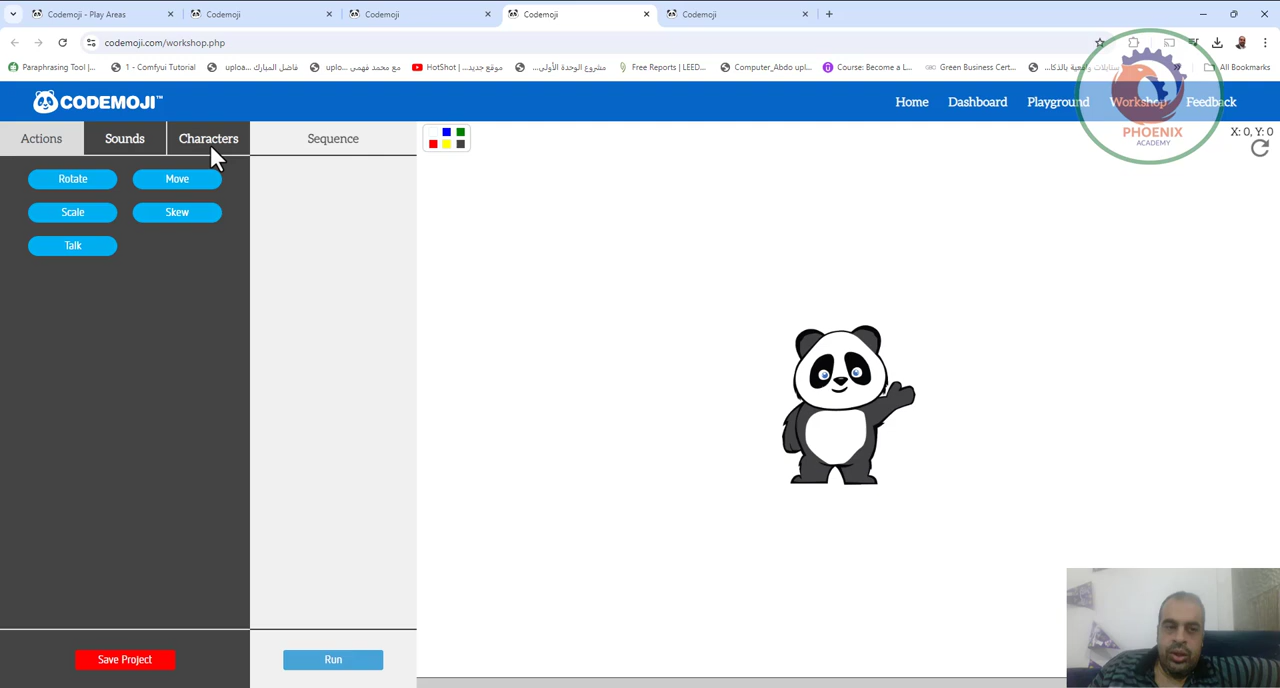 Codemoji - Play Areas
Codemoji
Codemoji
Codemoji
Codemoji
codemoji.com/workshop.php
Paraphrasing Tool |...
1 - Comfyui Tutorial
uploa... فاضل المبارك
uplo... مع محمد فهمي
HotShot | ...موقع جديد
...مشروع الوحدة الأولى
Free Reports | LEED...
Computer_Abdo upl...
Course: Become a L...
Green Business Cert...
All Bookmarks
CODEMOJI™
Home
Dashboard
Playground
Workshop
Feedback
PHOENIX
ACADEMY
Actions
Sounds
Characters
Sequence
X: 0, Y: 0
Rotate
Move
Scale
Skew
Talk
Save Project
Run